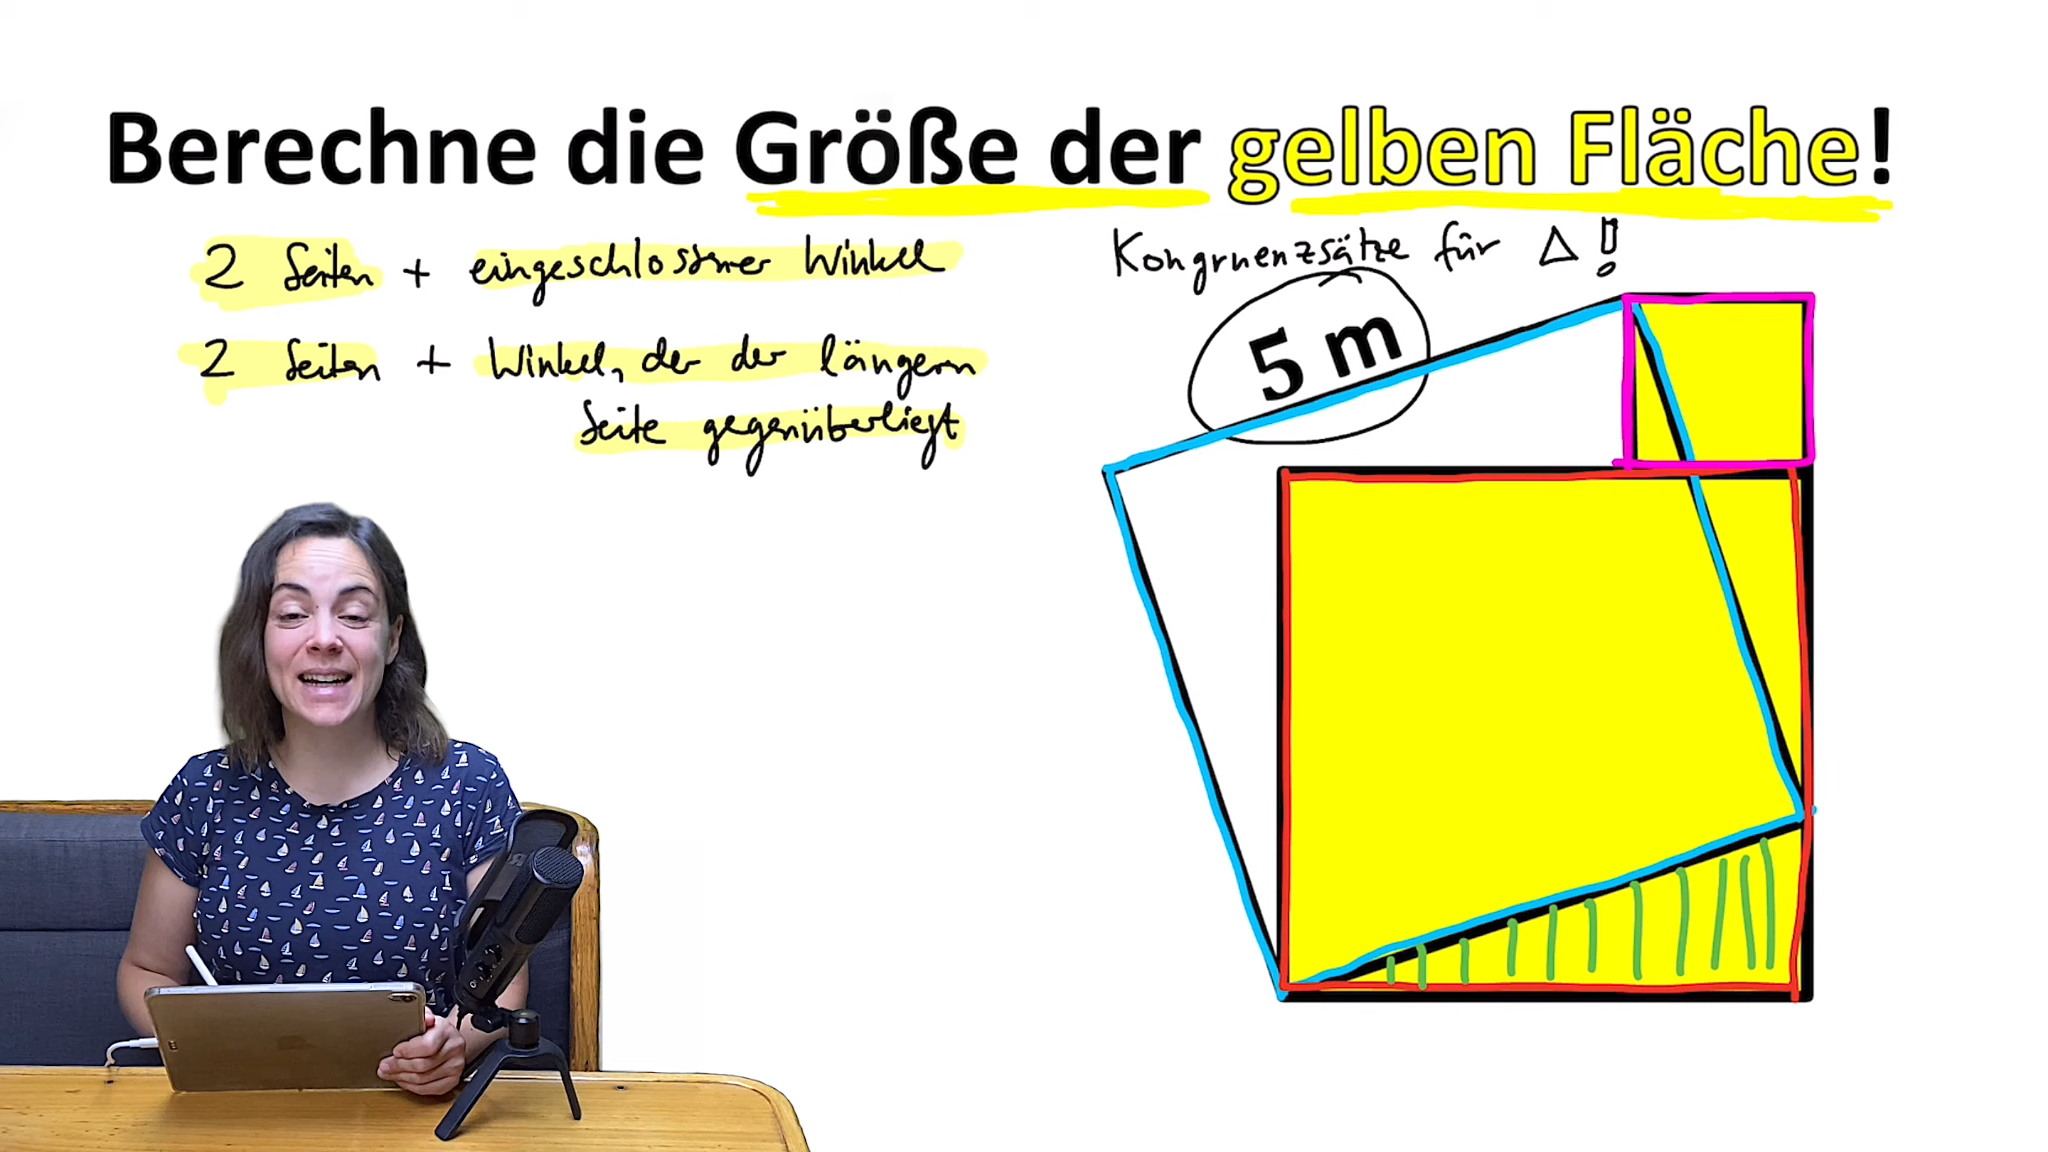 Berechne die Größe der gelben Fläche!
2 Seiten + eingeschlossener Winkel
2 Seiten + Winkel, der der längern
Seite gegenüberliegt
Kongruenzsätze für Δ!
5 m